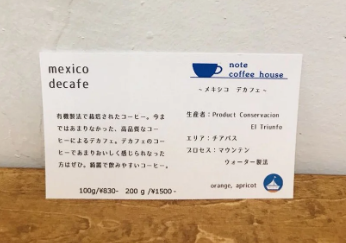 mexico
decafe
有機製法で栽培されたコーヒー。今ま
ではあまりなかった、高品質なコー
ヒーによるデカフェ。デカフェのコー
ヒーであまりおいしく感じられなかった
方はぜひ。綺麗で飲みやすいコーヒー。
100g/¥830- 200 g /¥1500-
note
coffee house
~メキシコ デカフェ~
生産者:Product Conservacion
El Triunfo
エリア:チアパス
プロセス:マウンテン
ウォーター製法
orange, apricot